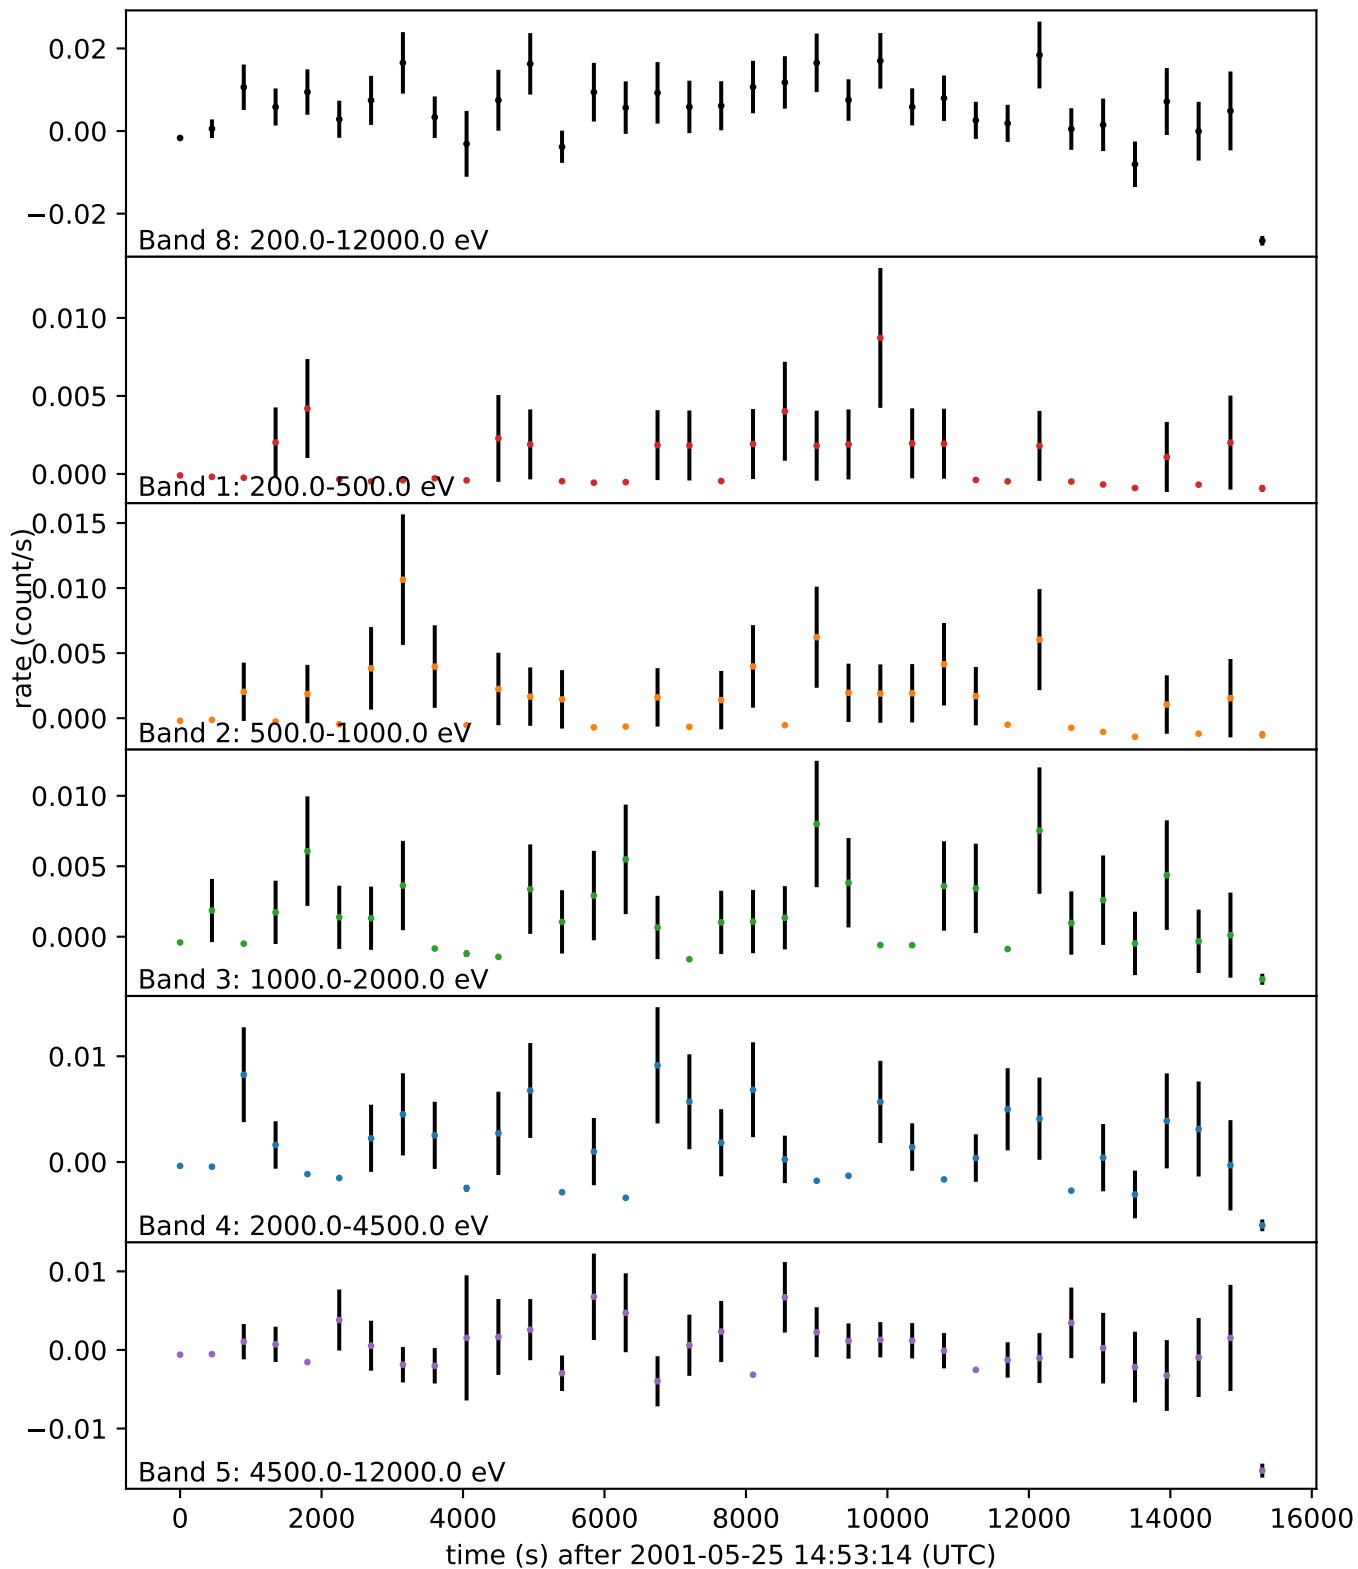 0.02
0.00
−0.02
Band 8: 200.0-12000.0 eV
0.010
0.005
0.000
Band 1: 200.0-500.0 eV
0.015
0.010
0.005
0.000
rate (count/s)
Band 2: 500.0-1000.0 eV
0.010
0.005
0.000
Band 3: 1000.0-2000.0 eV
0.01
0.00
Band 4: 2000.0-4500.0 eV
0.01
0.00
−0.01
Band 5: 4500.0-12000.0 eV
0 2000 4000 6000 8000 10000 12000 14000 16000
time (s) after 2001-05-25 14:53:14 (UTC)